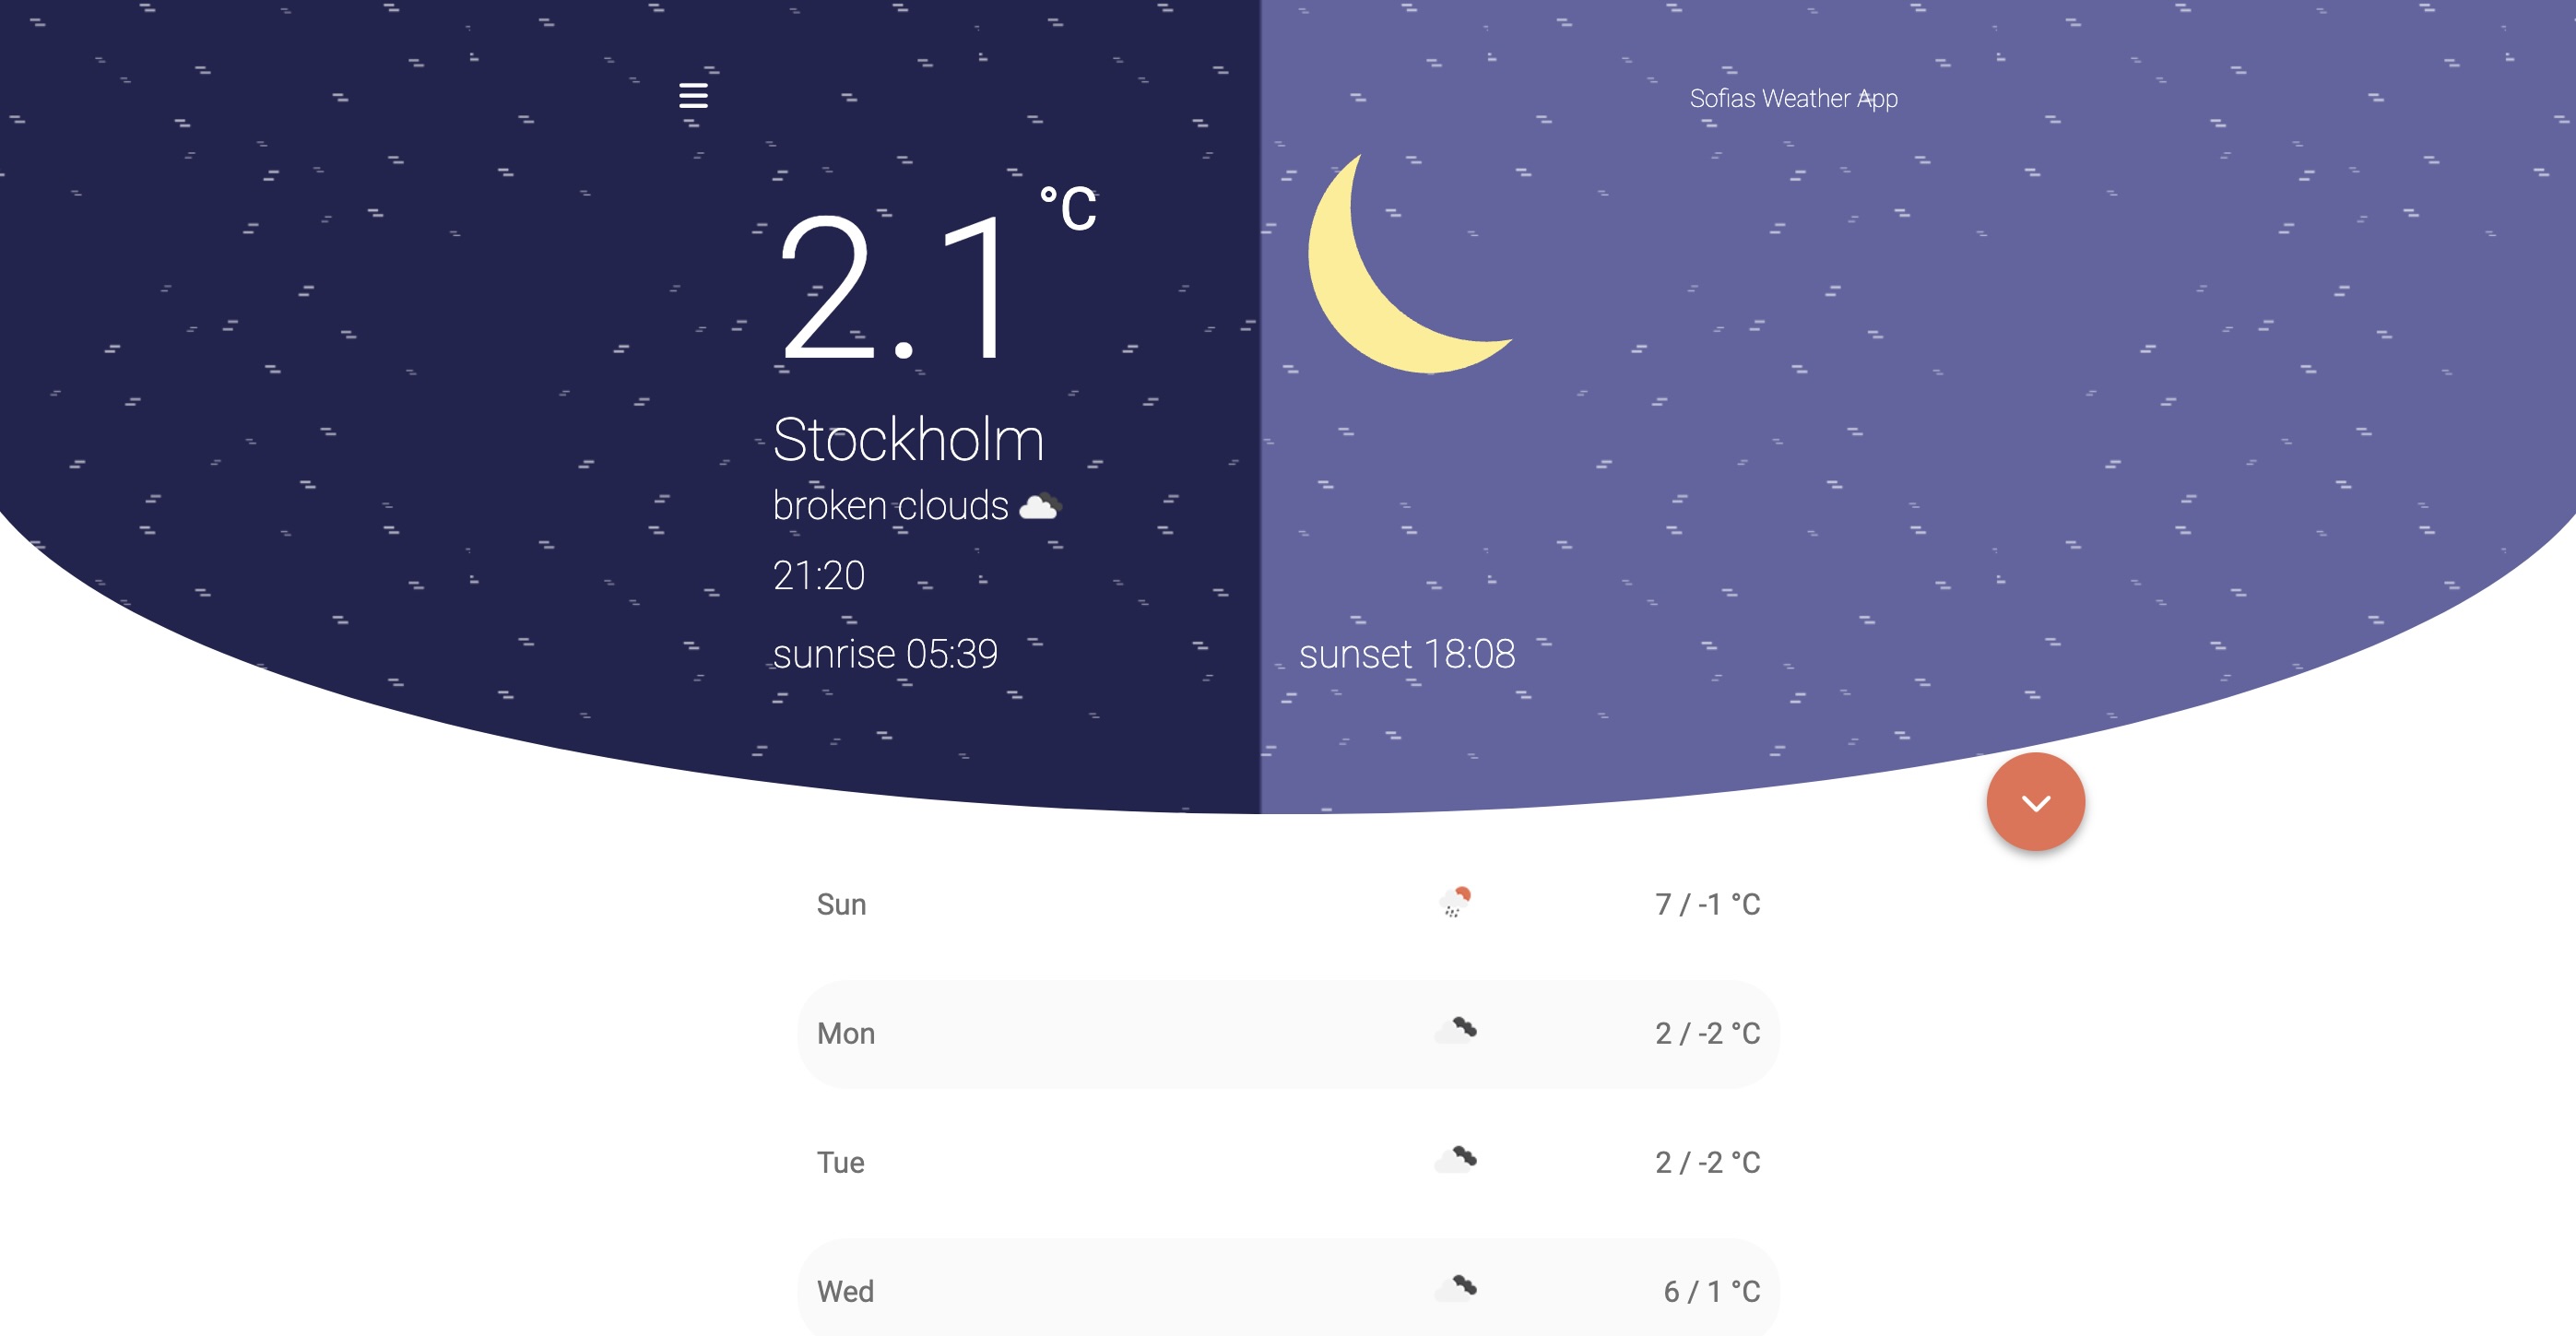 Sofias Weather App
2.1 °C
Stockholm
broken clouds
21:20
sunrise 05:39
sunset 18:08
Sun 7 / -1 °C
Mon 2 / -2 °C
Tue 2 / -2 °C
Wed 6 / 1 °C